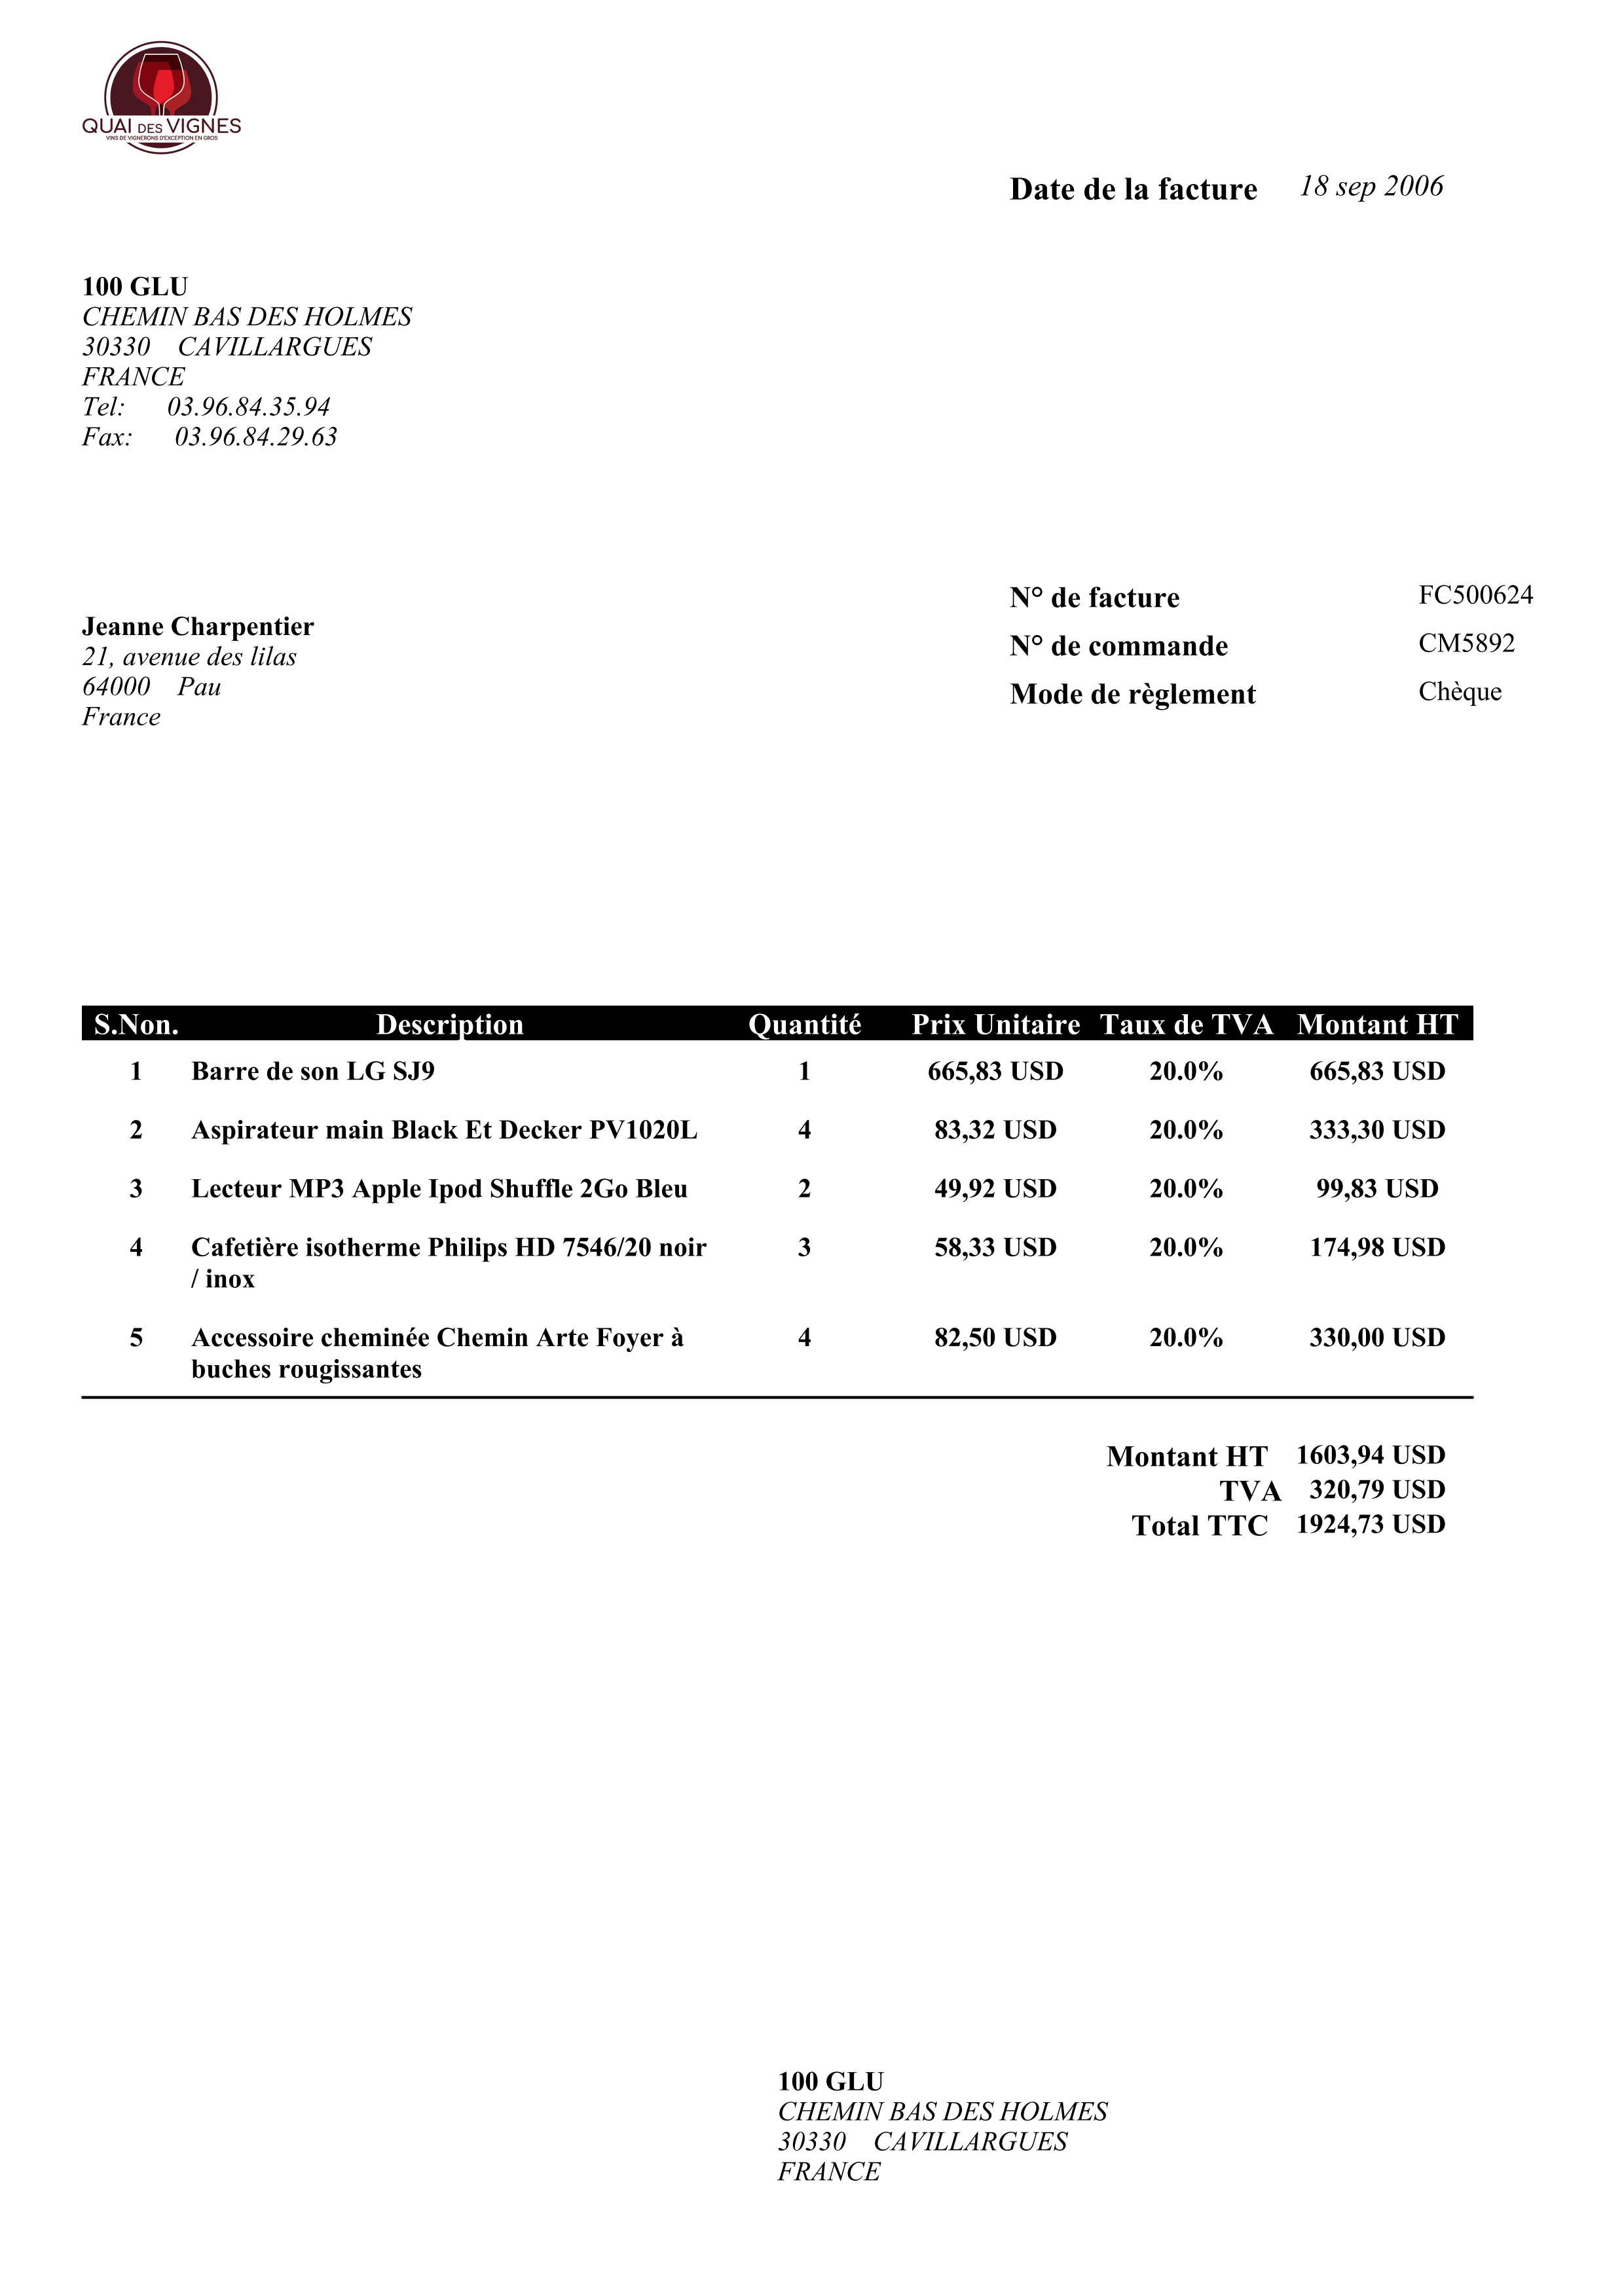 QUAI DES VIGNES
VINS DE VIGNERONS D'EXCEPTION EN GROS
Date de la facture 18 sep 2006
100 GLU
CHEMIN BAS DES HOLMES
30330 CAVILLARGUES
FRANCE
Tel: 03.96.84.35.94
Fax: 03.96.84.29.63
N° de facture FC500624
N° de commande CM5892
Mode de règlement Chèque
Jeanne Charpentier
21, avenue des lilas
64000 Pau
France
S.Non. Description Quantité Prix Unitaire Taux de TVA Montant HT
1 Barre de son LG SJ9 1 665,83 USD 20.0% 665,83 USD
2 Aspirateur main Black Et Decker PV1020L 4 83,32 USD 20.0% 333,30 USD
3 Lecteur MP3 Apple Ipod Shuffle 2Go Bleu 2 49,92 USD 20.0% 99,83 USD
4 Cafetière isotherme Philips HD 7546/20 noir 3 58,33 USD 20.0% 174,98 USD
/ inox
5 Accessoire cheminée Chemin Arte Foyer à 4 82,50 USD 20.0% 330,00 USD
buches rougissantes
Montant HT 1603,94 USD
TVA 320,79 USD
Total TTC 1924,73 USD
100 GLU
CHEMIN BAS DES HOLMES
30330 CAVILLARGUES
FRANCE